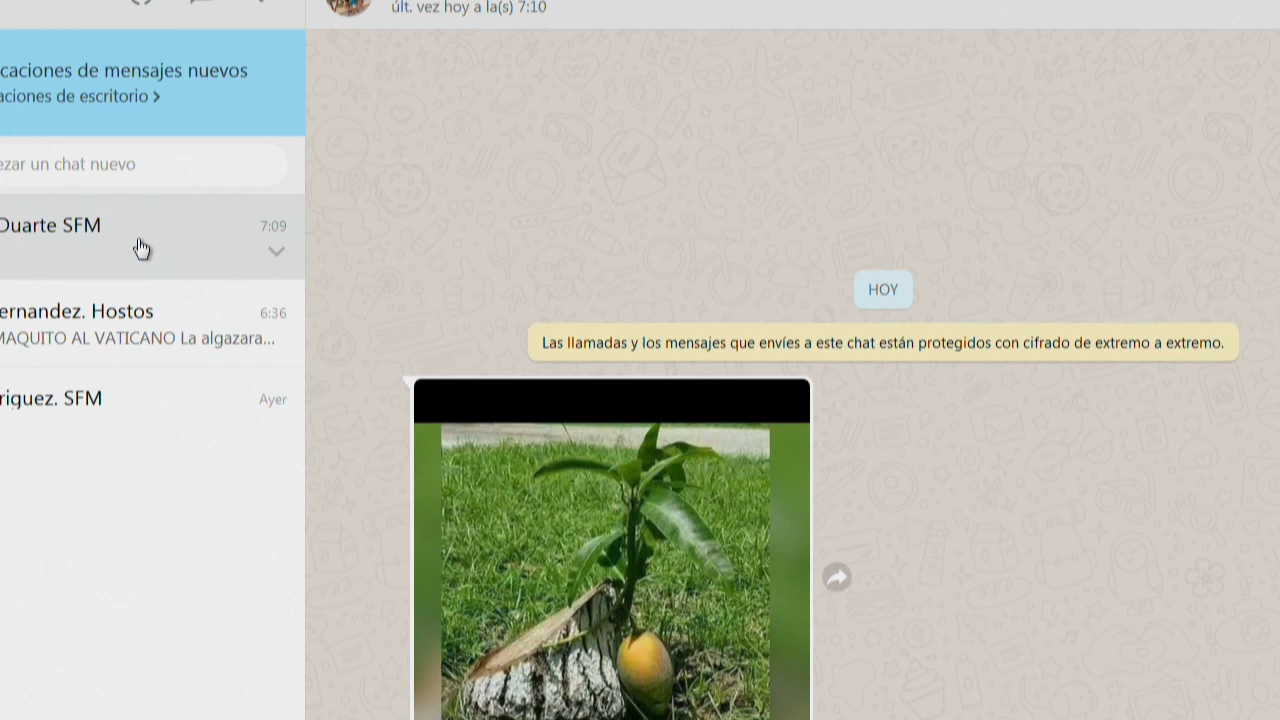 últ. vez hoy a la(s) 7:10
caciones de mensajes nuevos
aciones de escritorio
ezar un chat nuevo
Duarte SFM
7:09
ernandez. Hostos
6:36
MAQUITO AL VATICANO La algazara...
riguez. SFM
Ayer
HOY
Las llamadas y los mensajes que envíes a este chat están protegidos con cifrado de extremo a extremo.